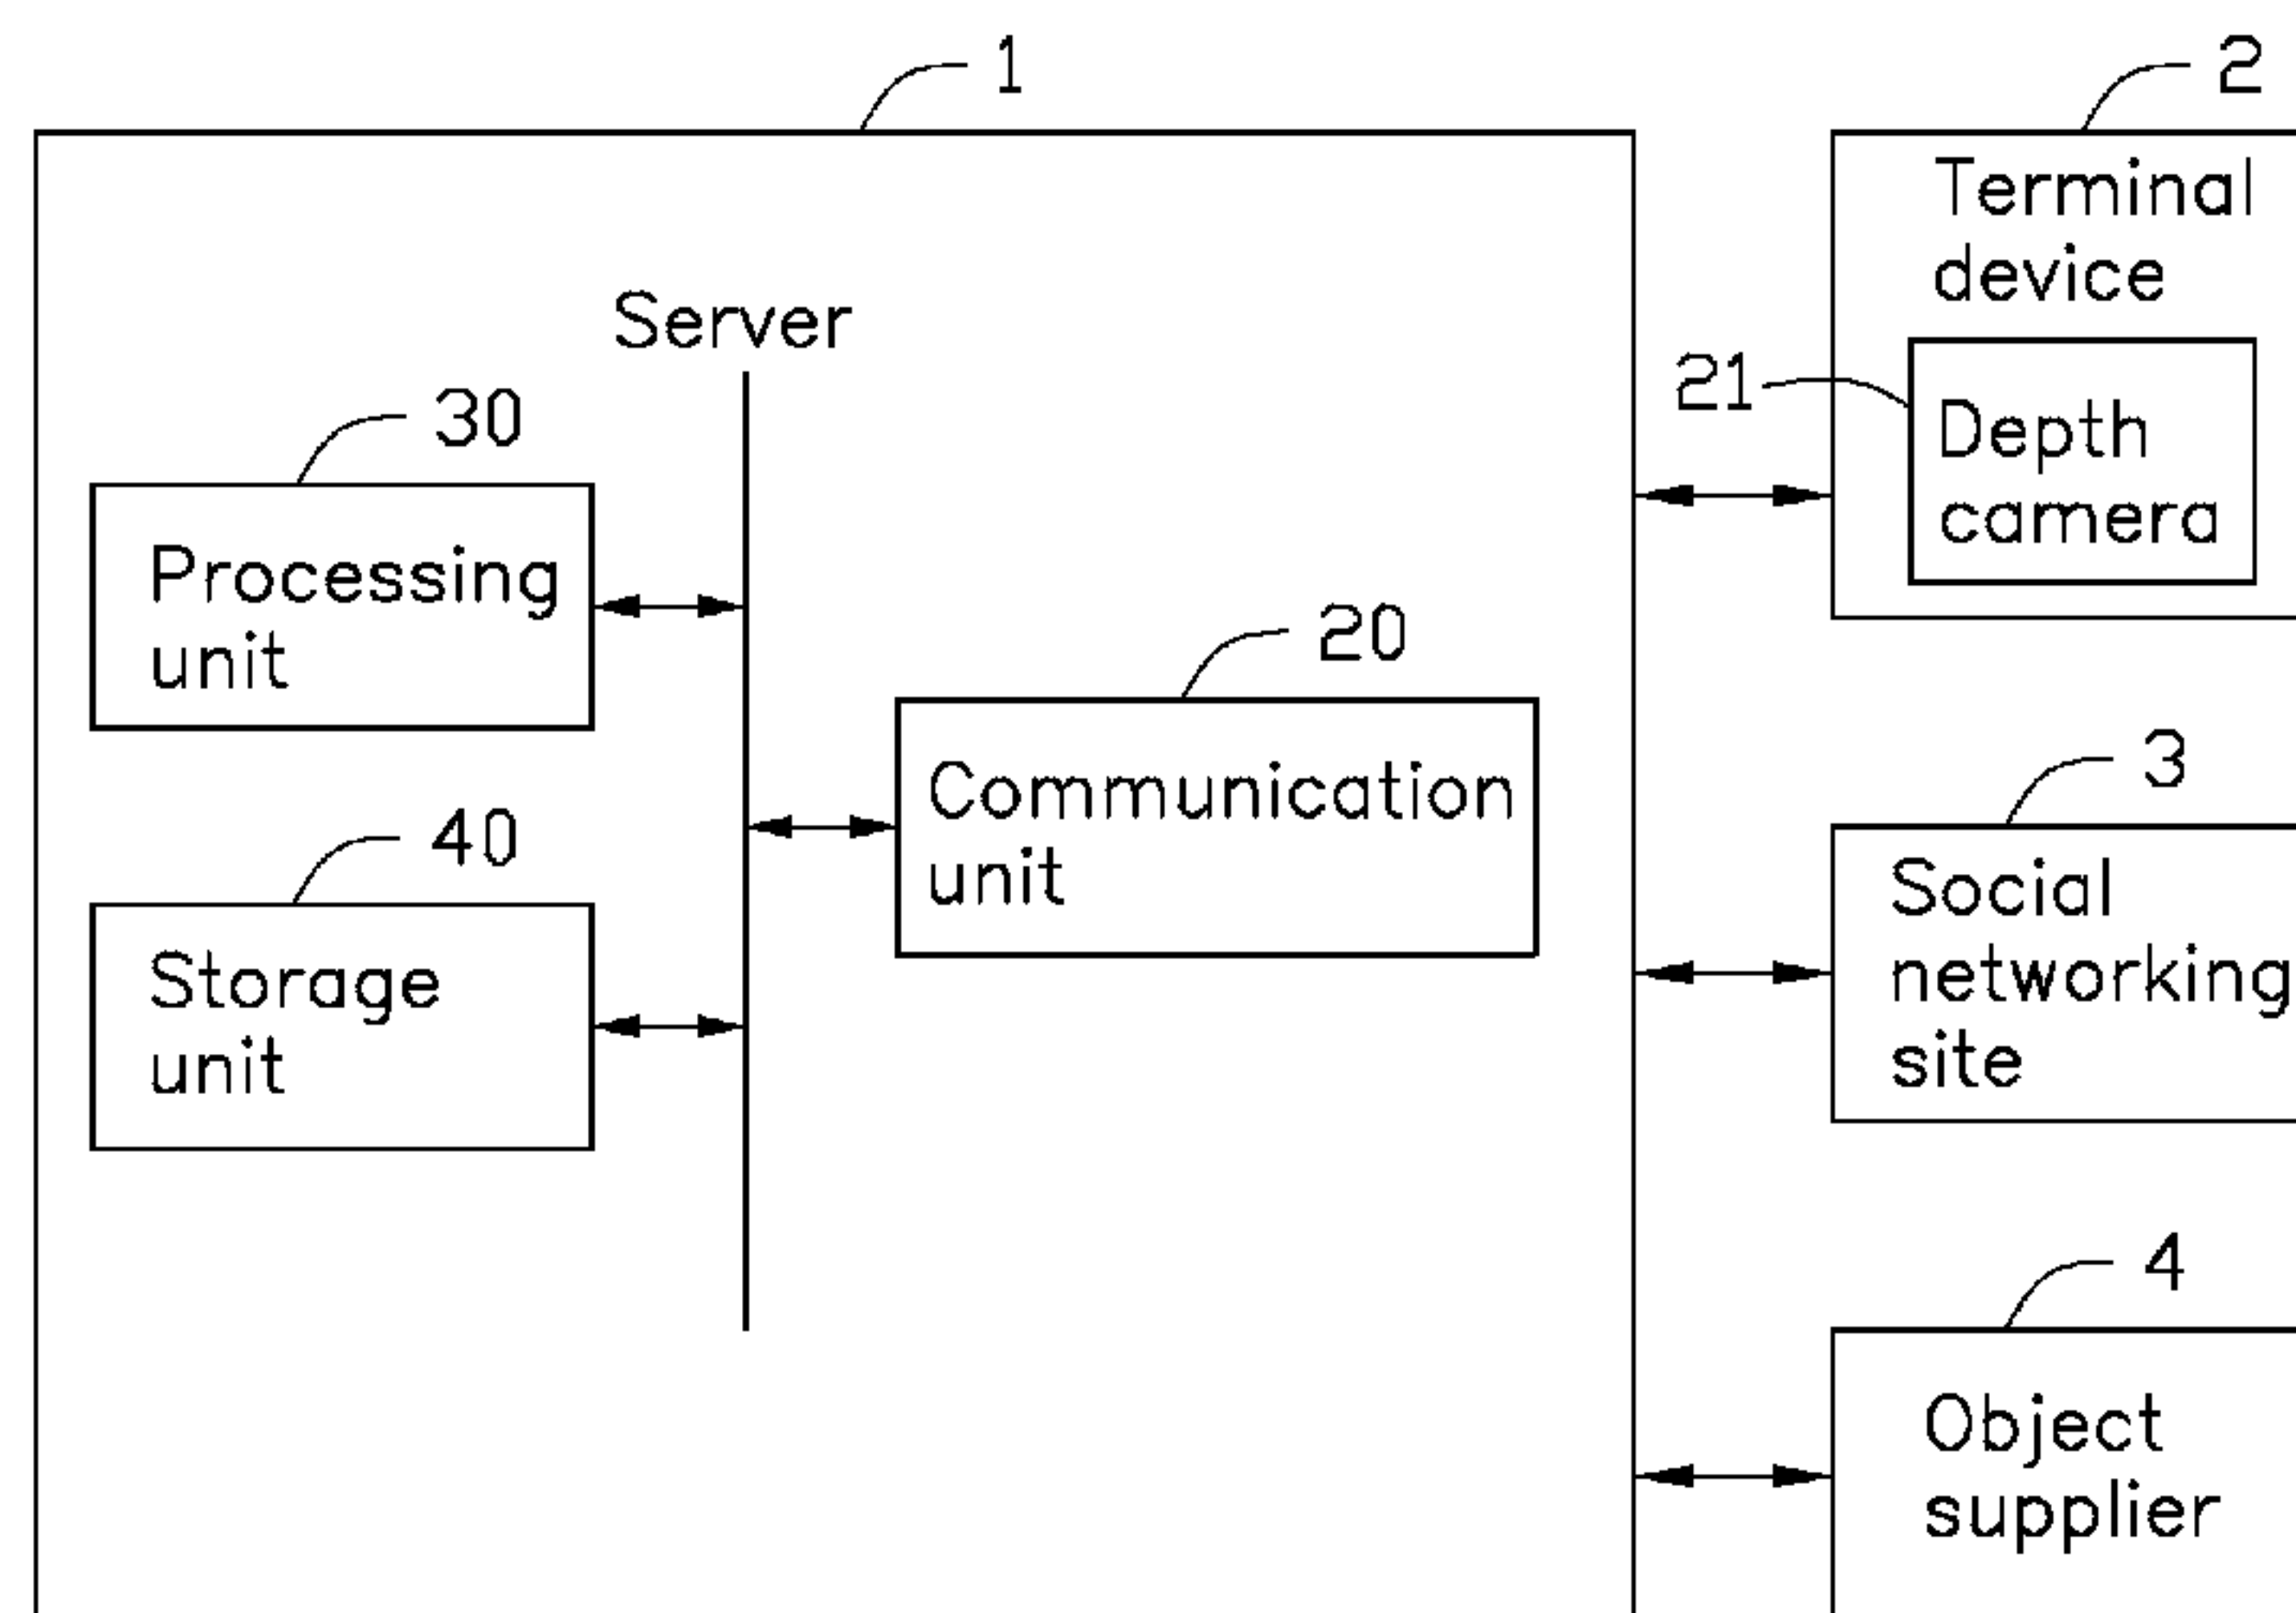 1
2
Terminal
device
Server
21
Depth
camera
30
Processing
unit
20
Communication
unit
3
Social
networking
site
40
Storage
unit
4
Object
supplier